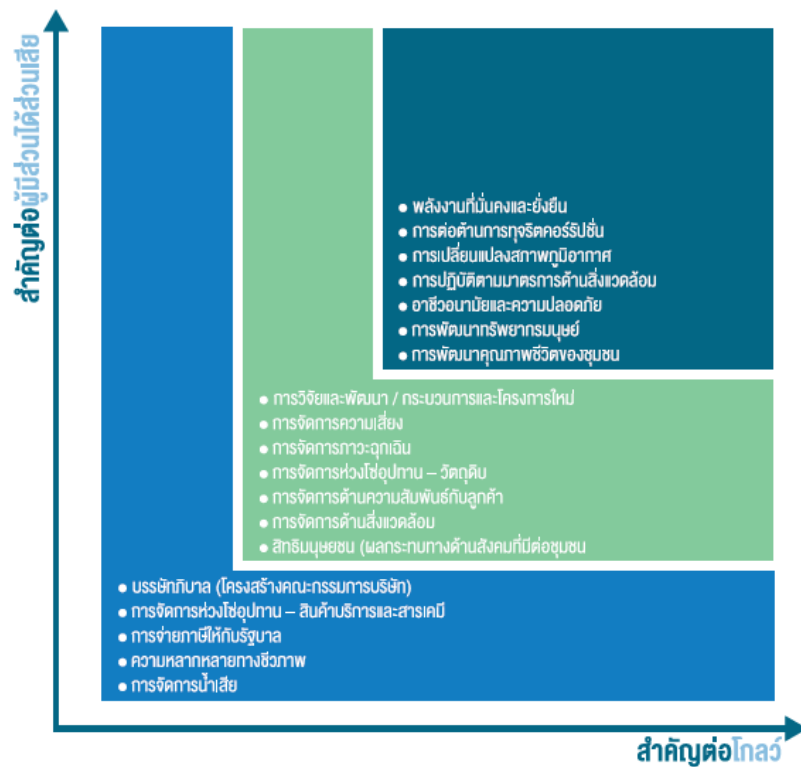 สำคัญต่อผู้มีส่วนได้ส่วนเสีย
• พลังงานที่มั่นคงและยั่งยืน
• การต่อต้านการทุจริตคอร์รัปชั่น
• การเปลี่ยนแปลงสภาพภูมิอากาศ
• การปฏิบัติตามมาตรการด้านสิ่งแวดล้อม
• อาชีวอนามัยและความปลอดภัย
• การพัฒนาทรัพยากรมนุษย์
• การพัฒนาคุณภาพชีวิตของชุมชน
• การวิจัยและพัฒนา / กระบวนการและโครงการใหม่
• การจัดการความเสี่ยง
• การจัดการภาวะฉุกเฉิน
• การจัดการห่วงโซ่อุปทาน – วัตถุดิบ
• การจัดการด้านความสัมพันธ์กับลูกค้า
• การจัดการด้านสิ่งแวดล้อม
• สิทธิมนุษยชน (ผลกระทบทางด้านสังคมที่มีต่อชุมชน
• บรรษัทภิบาล (โครงสร้างคณะกรรมการบริษัท)
• การจัดการห่วงโซ่อุปทาน – สินค้าบริการและสารเคมี
• การจ่ายภาษีให้กับรัฐบาล
• ความหลากหลายทางชีวภาพ
• การจัดการน้ำเสีย
สำคัญต่อโกลว์